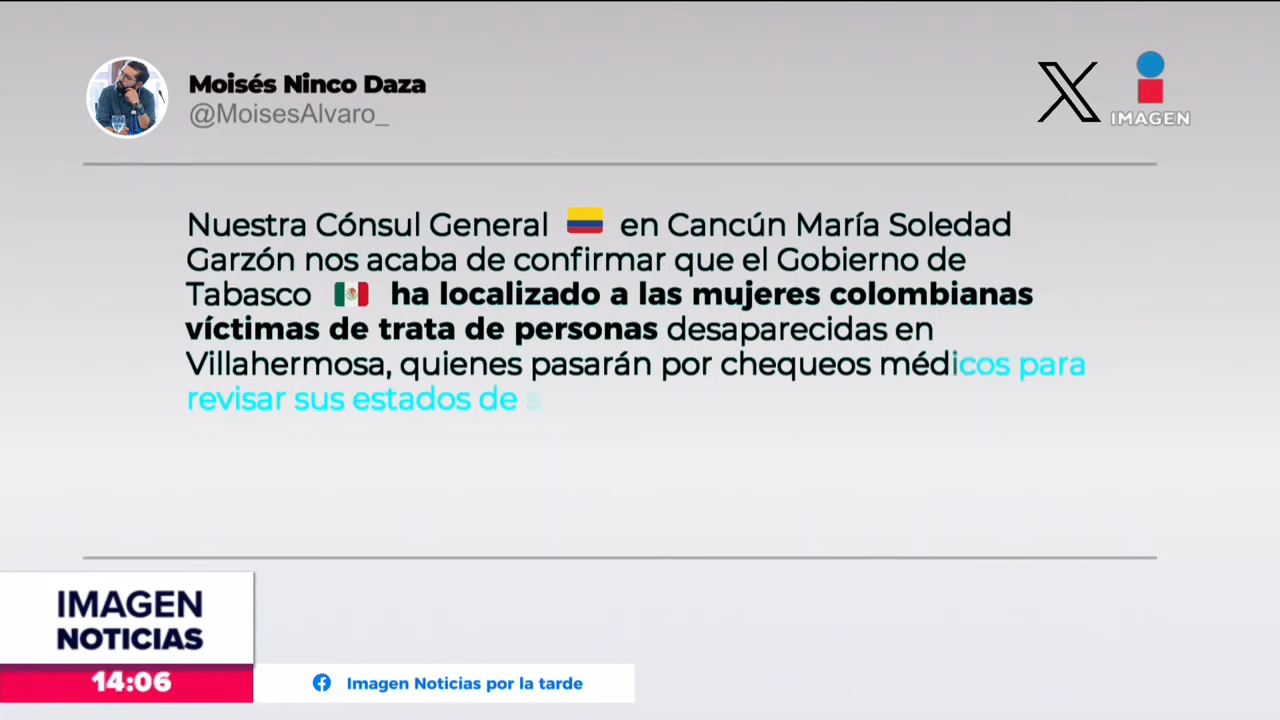 Moisés Ninco Daza
@MoisesAlvaro_
IMAGEN
Nuestra Cónsul General 🇨🇴 en Cancún María Soledad
Garzón nos acaba de confirmar que el Gobierno de
Tabasco 🇲🇽 ha localizado a las mujeres colombianas
víctimas de trata de personas desaparecidas en
Villahermosa, quienes pasarán por chequeos médicos para
revisar sus estados de s
IMAGEN
NOTICIAS
14:06
Imagen Noticias por la tarde